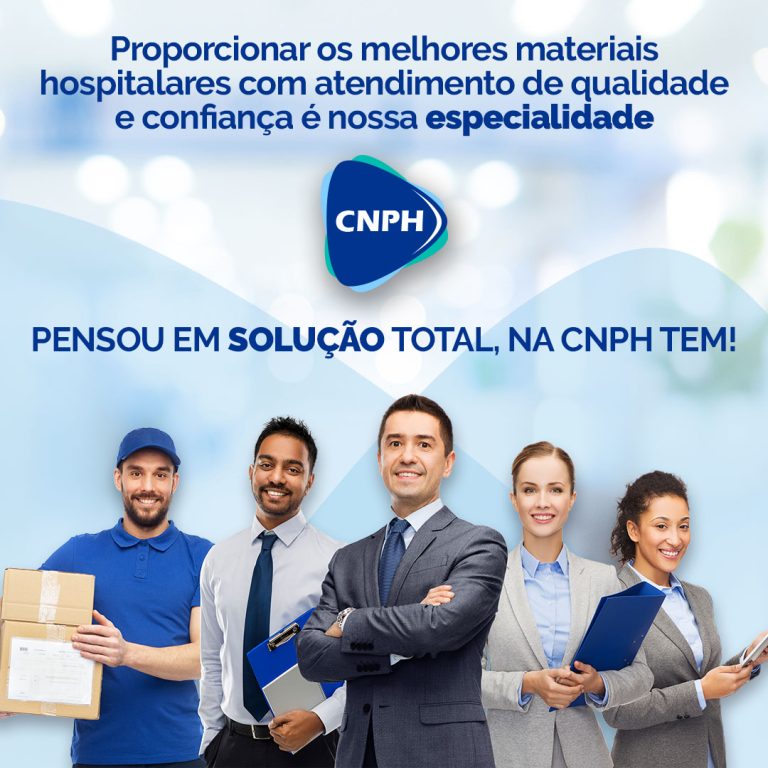 Proporcionar os melhores materiais
hospitalares com atendimento de qualidade
e confiança é nossa especialidade
CNPH
PENSOU EM SOLUÇÃO TOTAL, NA CNPH TEM!